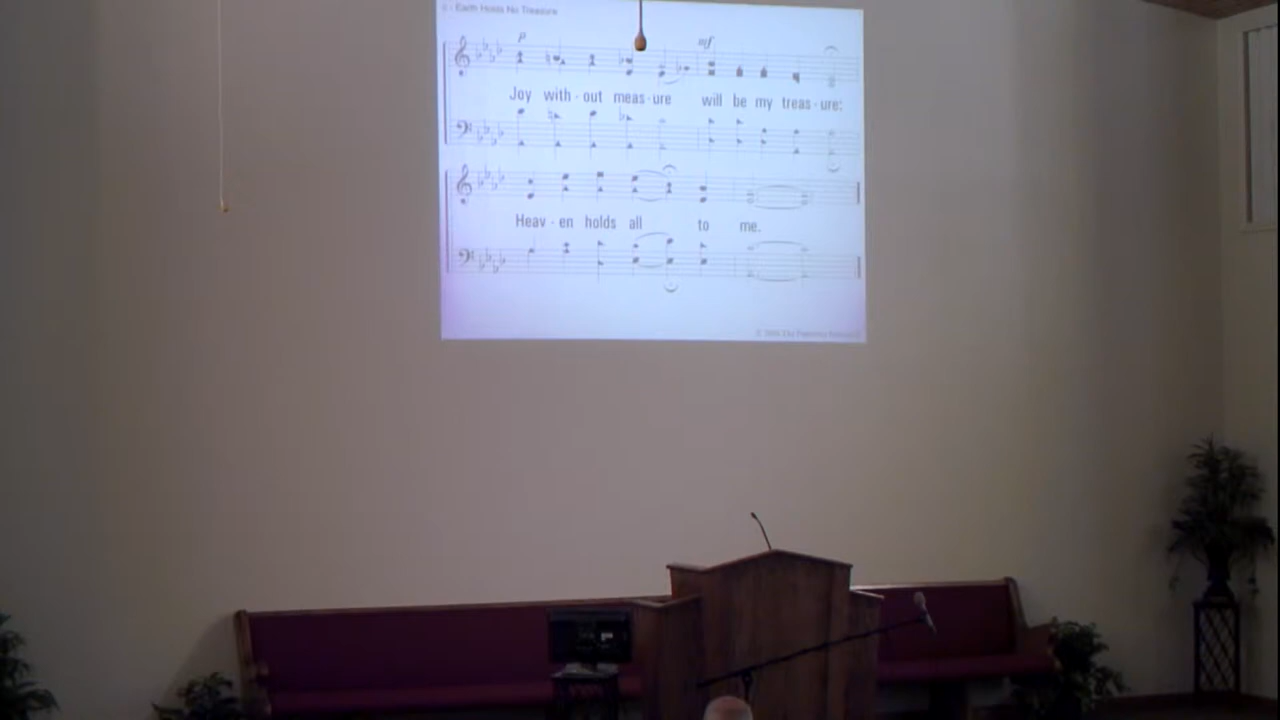 Earth Holds No Treasure
p mf
Joy with - out meas - ure will be my treas - ure:
Heav - en holds all to me.